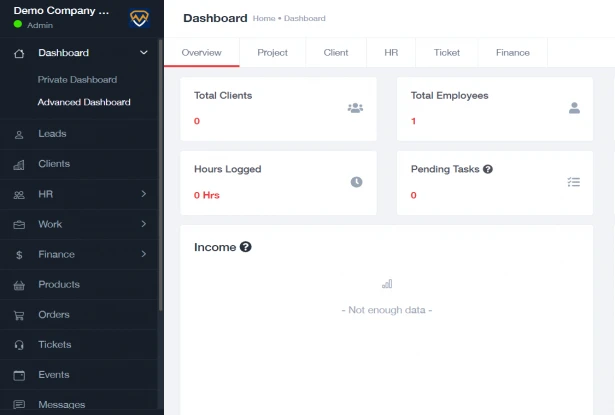 Demo Company ...
Admin
Dashboard
Private Dashboard
Advanced Dashboard
Leads
Clients
HR
Work
Finance
Products
Orders
Tickets
Events
Messages
Dashboard Home • Dashboard
Overview Project Client HR Ticket Finance
Total Clients
0
Total Employees
1
Hours Logged
0 Hrs
Pending Tasks
0
Income
- Not enough data -